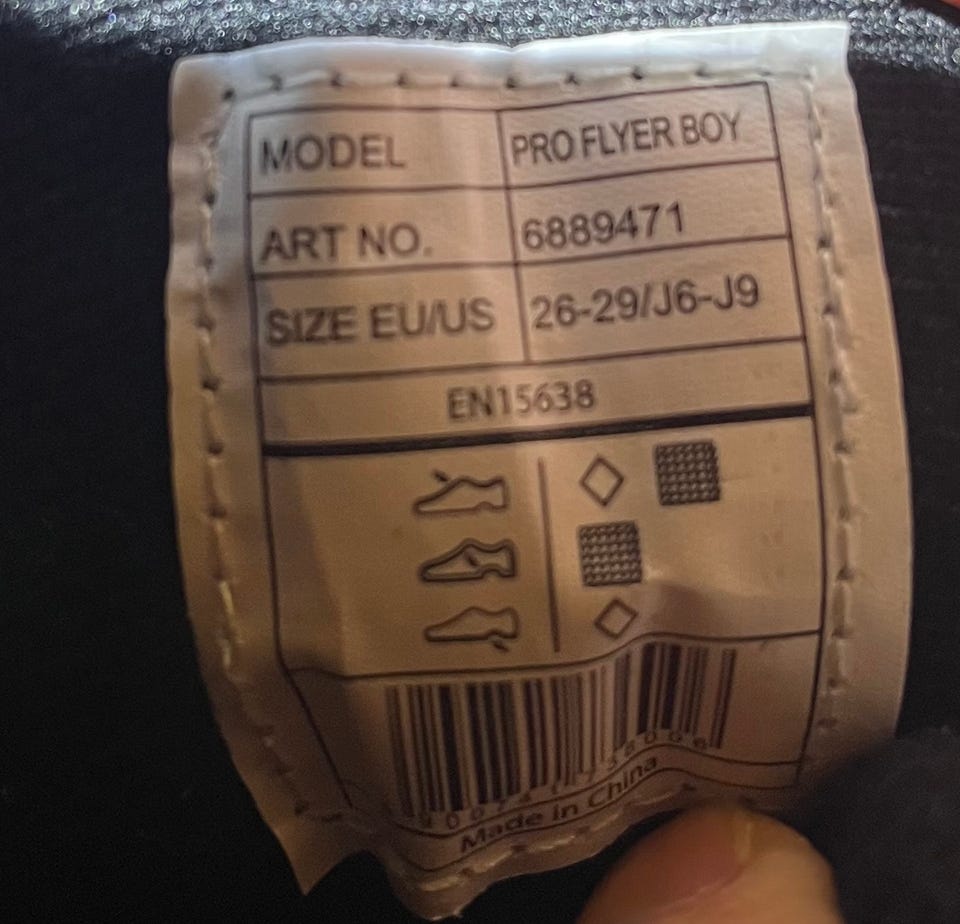 MODEL PRO FLYER BOY
ART NO. 6889471
SIZE EU/US 26-29/J6-J9
EN15638
Made in China